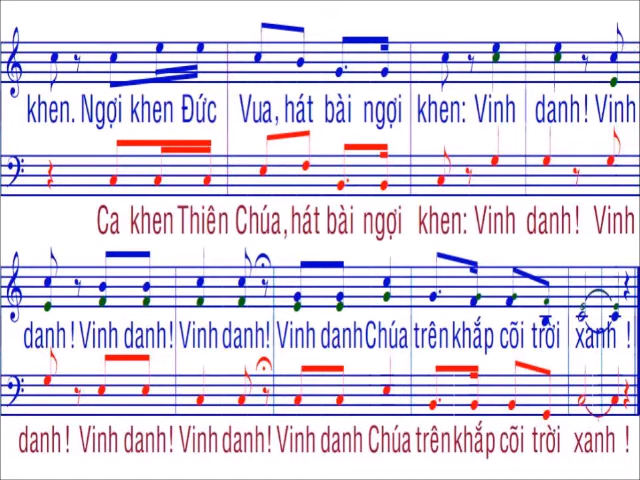 khen. Ngợi khen Đức Vua, hát bài ngợi khen: Vinh danh! Vinh
Ca khen Thiên Chúa, hát bài ngợi khen: Vinh danh! Vinh
danh! Vinh danh! Vinh danh! Vinh danh Chúa trên khắp cõi trời xanh !
danh! Vinh danh! Vinh danh! Vinh danh Chúa trên khắp cõi trời xanh !